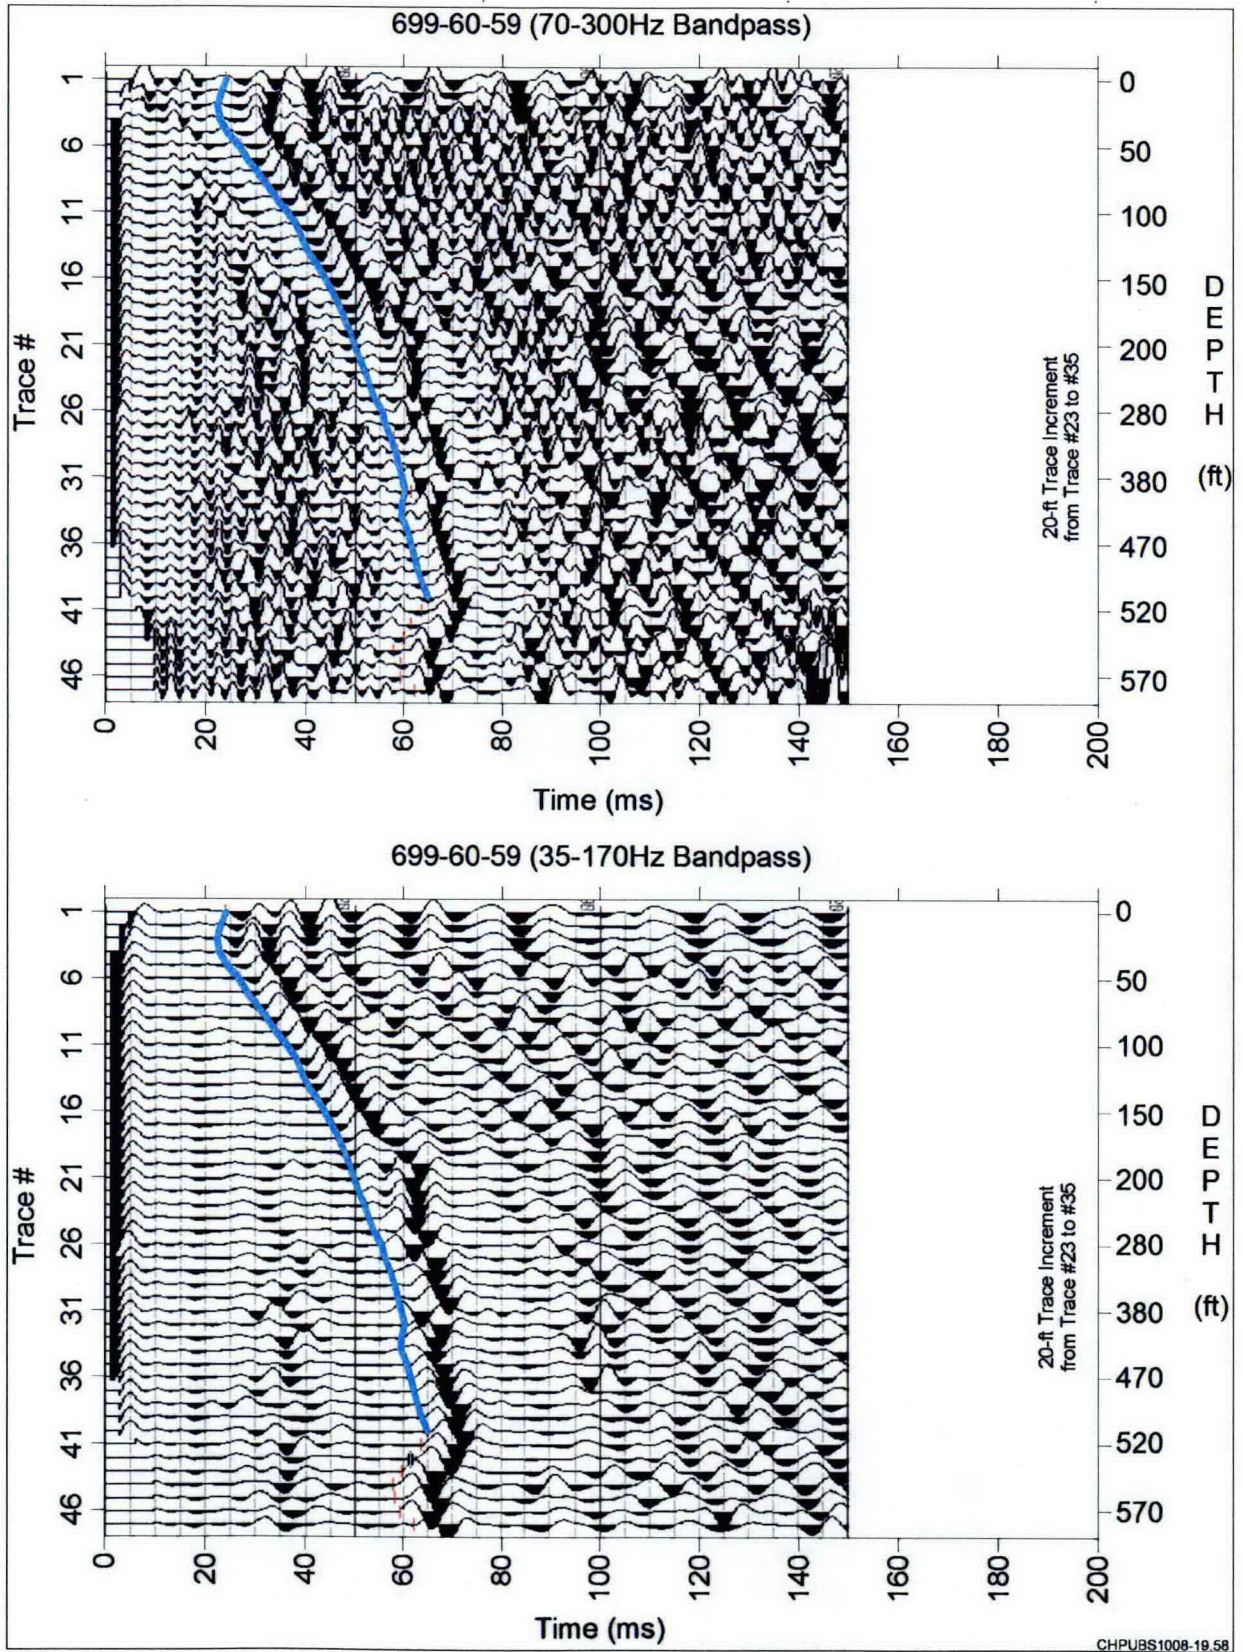 699-60-59 (70-300Hz Bandpass)
Trace #
1
6
11
16
21
26
31
36
41
46
0
50
100
150
200
280
380
470
520
570
DEPTH
(ft)
20-ft Trace Increment
from Trace #23 to #35
0 20 40 60 80 100 120 140 160 180 200
Time (ms)
699-60-59 (35-170Hz Bandpass)
Trace #
1
6
11
16
21
26
31
36
41
46
0
50
100
150
200
280
380
470
520
570
DEPTH
(ft)
20-ft Trace Increment
from Trace #23 to #35
0 20 40 60 80 100 120 140 160 180 200
Time (ms)
CHPUBS1008-19.58